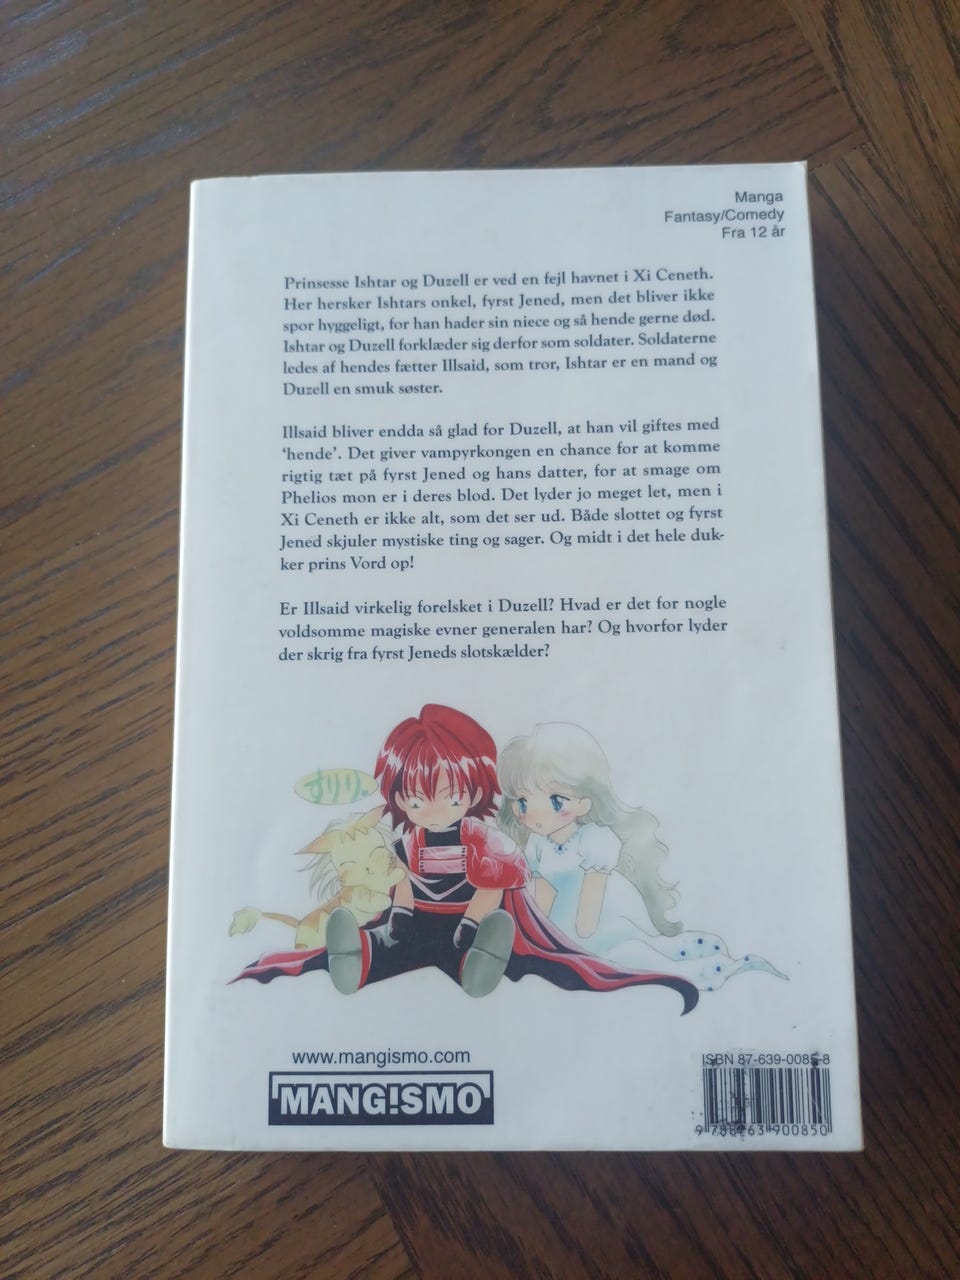 Manga
Fantasy/Comedy
Fra 12 år
Prinsesse Ishtar og Duzell er ved en fejl havnet i Xi Ceneth.
Her hersker Ishtars onkel, fyrst Jened, men det bliver ikke
spor hyggeligt, for han hader sin niece og så hende gerne død.
Ishtar og Duzell forklæder sig derfor som soldater. Soldaterne
ledes af hendes fætter Illsaid, som tror, Ishtar er en mand og
Duzell en smuk søster.
Illsaid bliver endda så glad for Duzell, at han vil giftes med
‘hende’. Det giver vampyrkongen en chance for at komme
rigtig tæt på fyrst Jened og hans datter, for at smage om
Phelios mon er i deres blod. Det lyder jo meget let, men i
Xi Ceneth er ikke alt, som det ser ud. Både slottet og fyrst
Jened skjuler mystiske ting og sager. Og midt i det hele duk-
ker prins Vord op!
Er Illsaid virkelig forelsket i Duzell? Hvad er det for nogle
voldsomme magiske evner generalen har? Og hvorfor lyder
der skrig fra fyrst Jeneds slotskælder?
すりり。
www.mangismo.com
MANG!SMO
ISBN 87-639-0085-8
9 788763 900850